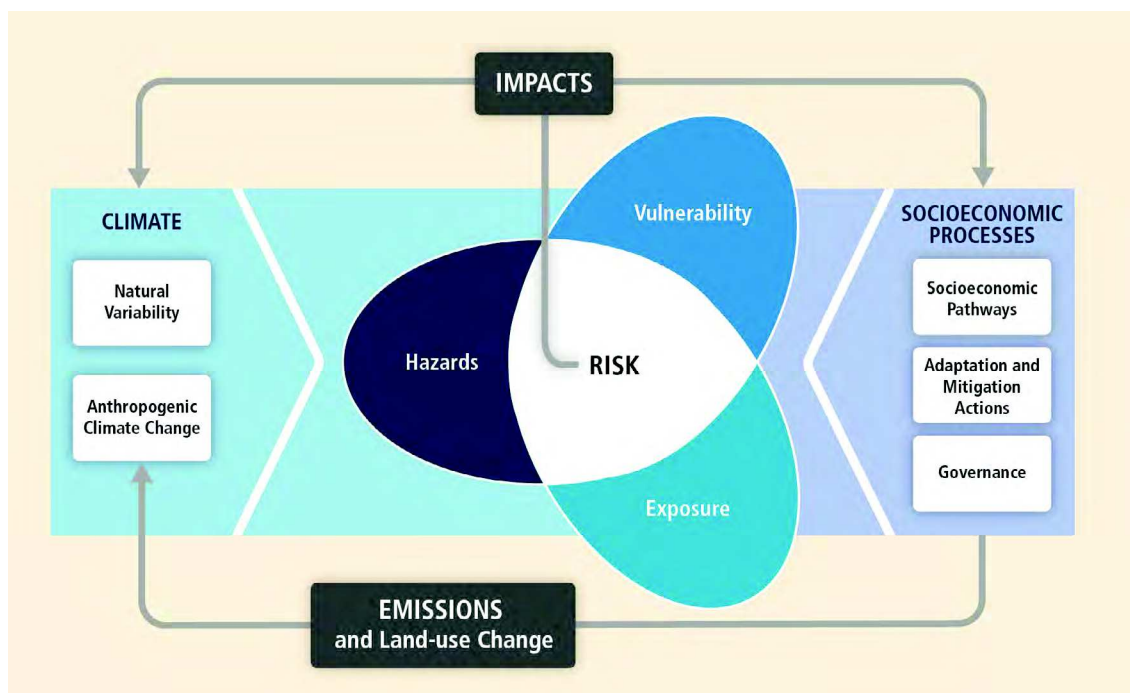 IMPACTS
CLIMATE
Natural
Variability
Anthropogenic
Climate Change
Vulnerability
Hazards
RISK
Exposure
SOCIOECONOMIC
PROCESSES
Socioeconomic
Pathways
Adaptation and
Mitigation
Actions
Governance
EMISSIONS
and Land-use Change